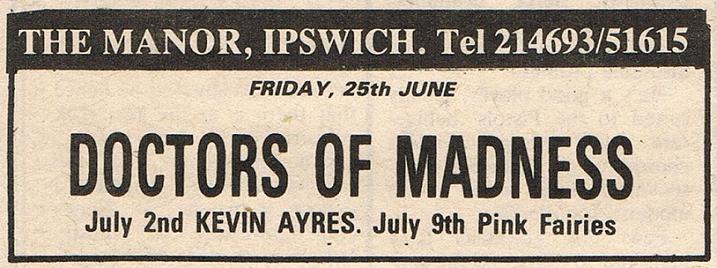 THE MANOR, IPSWICH. Tel 214693/51615
FRIDAY, 25th JUNE
DOCTORS OF MADNESS
July 2nd KEVIN AYRES. July 9th Pink Fairies